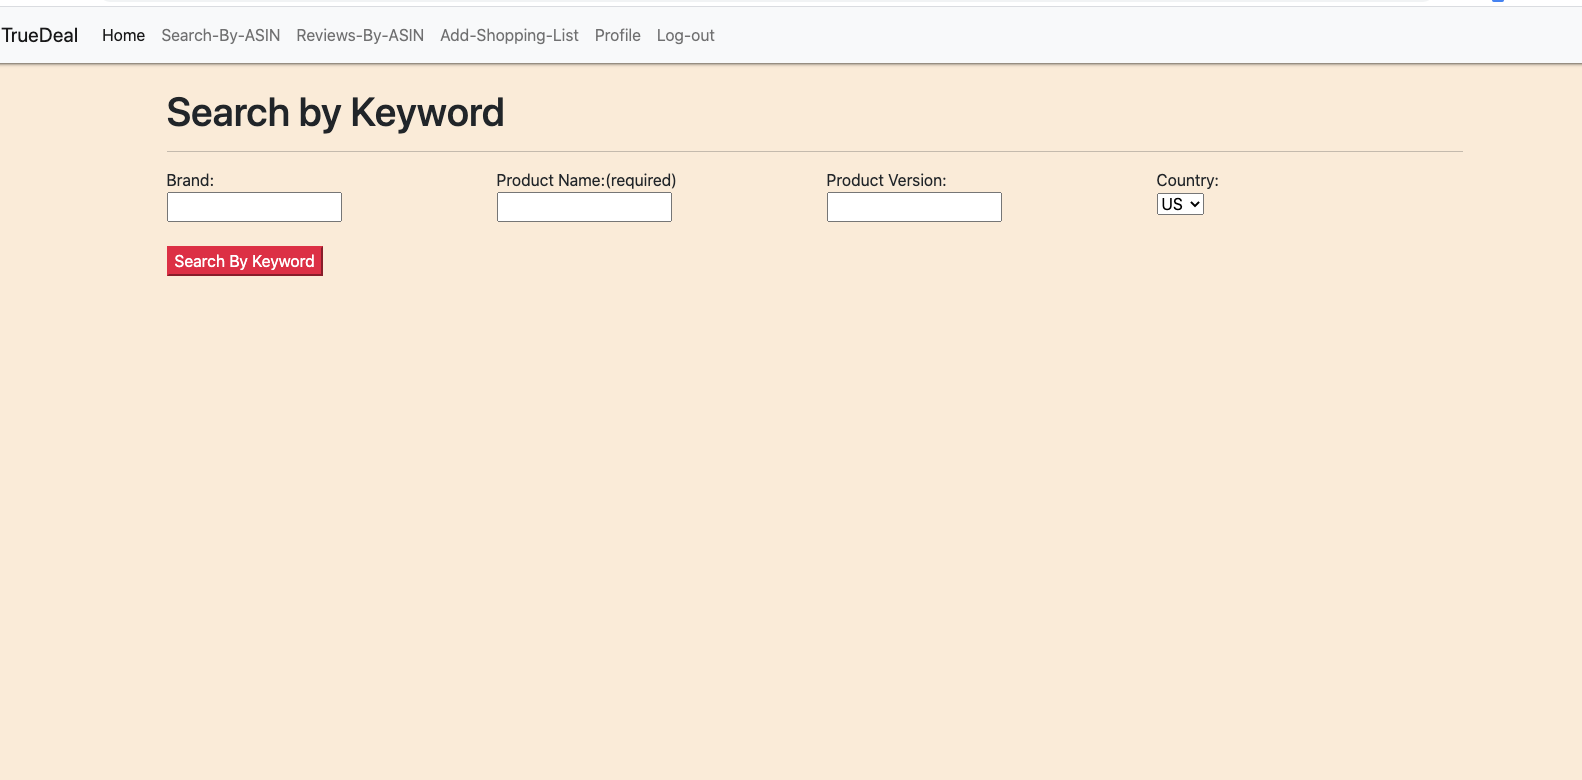 TrueDeal Home Search-By-ASIN Reviews-By-ASIN Add-Shopping-List Profile Log-out
Search by Keyword
Brand: Product Name:(required) Product Version: Country:
US
Search By Keyword